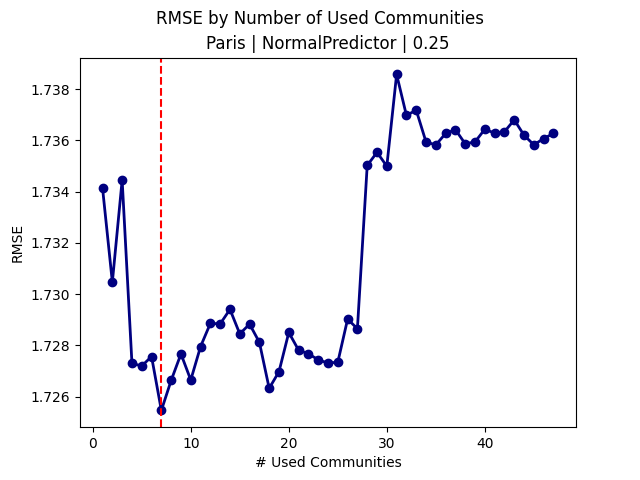 RMSE by Number of Used Communities
Paris | NormalPredictor | 0.25
1.738
1.736
1.734
1.732
1.730
1.728
1.726
RMSE
0 10 20 30 40
# Used Communities